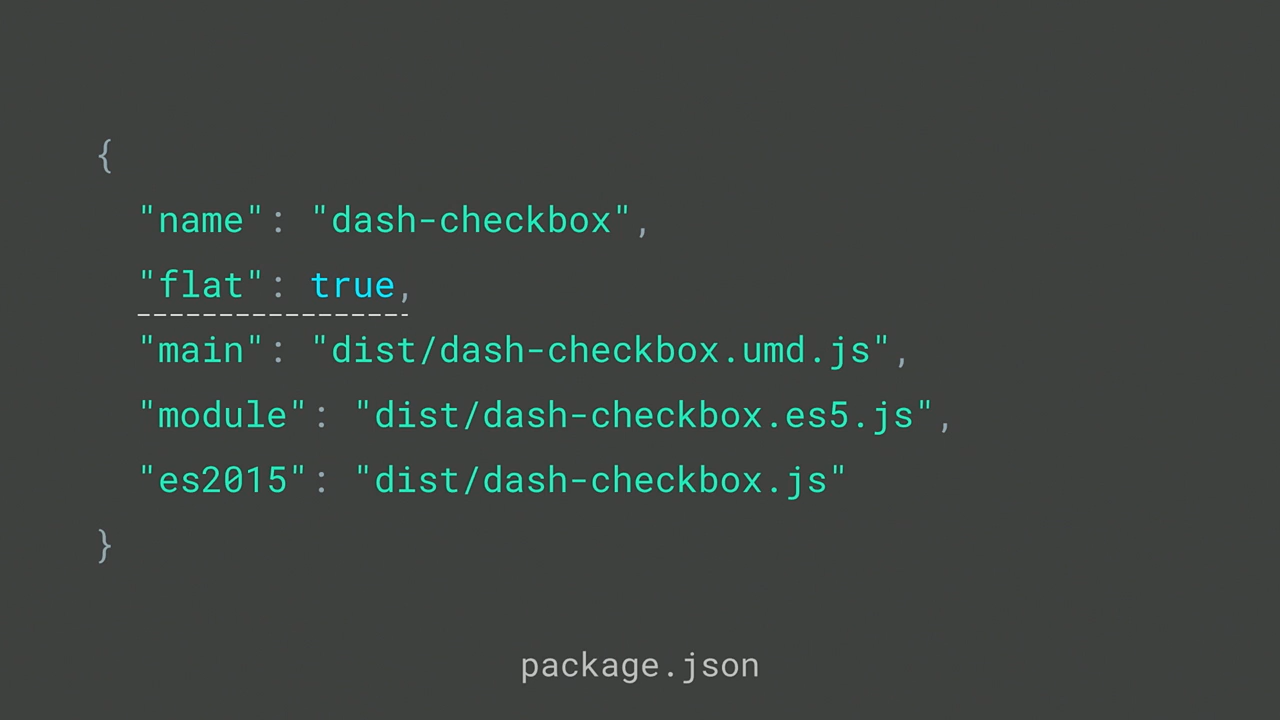 {
"name": "dash-checkbox",
"flat": true,
"main": "dist/dash-checkbox.umd.js",
"module": "dist/dash-checkbox.es5.js",
"es2015": "dist/dash-checkbox.js"
}
package.json